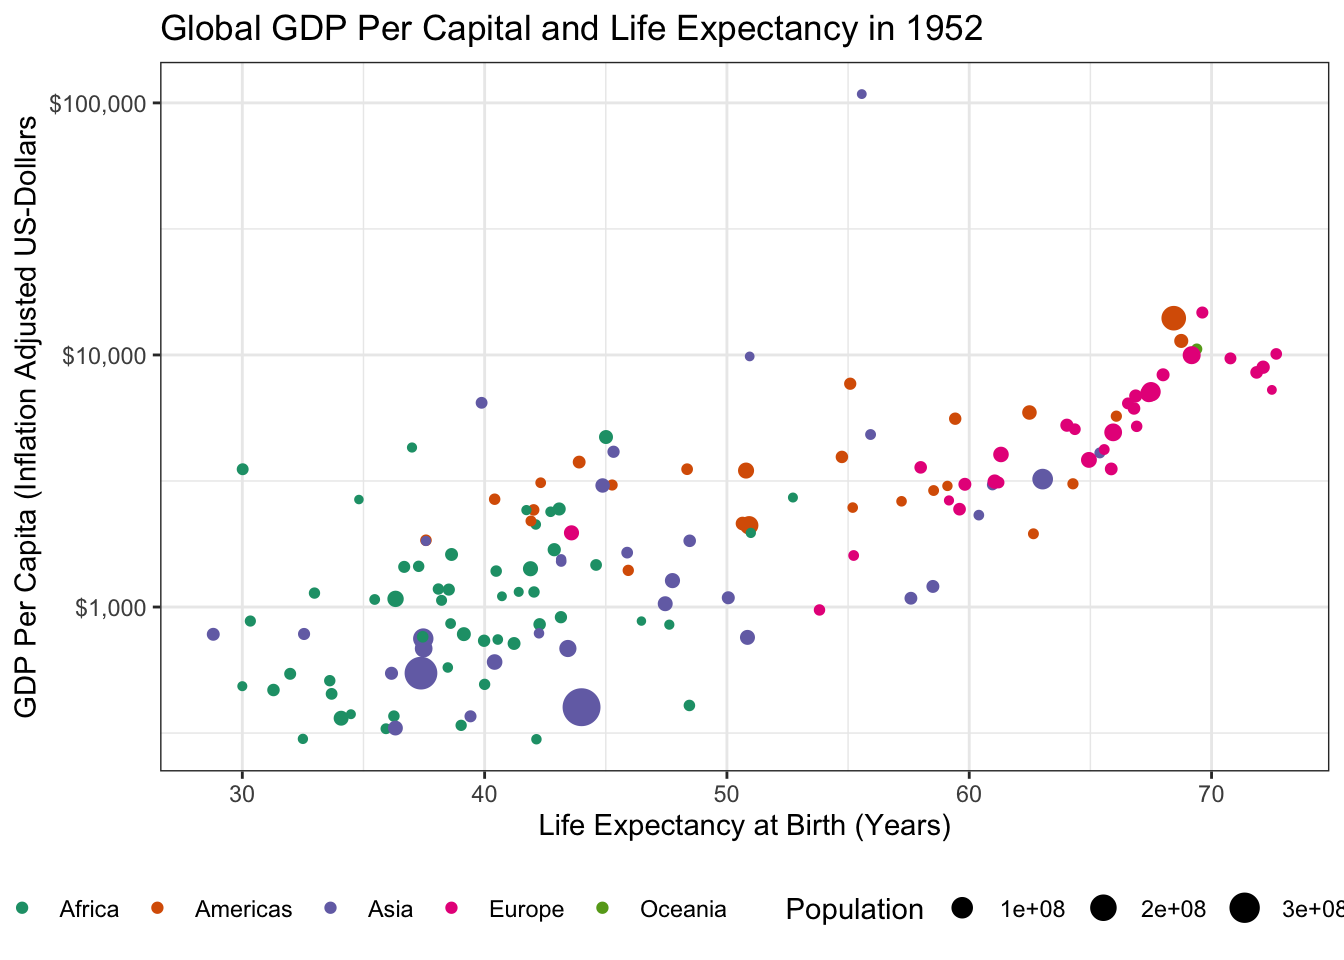 Global GDP Per Capital and Life Expectancy in 1952
GDP Per Capita (Inflation Adjusted US-Dollars
$100,000
$10,000
$1,000
30 40 50 60 70
Life Expectancy at Birth (Years)
Africa Americas Asia Europe Oceania Population 1e+08 2e+08 3e+08